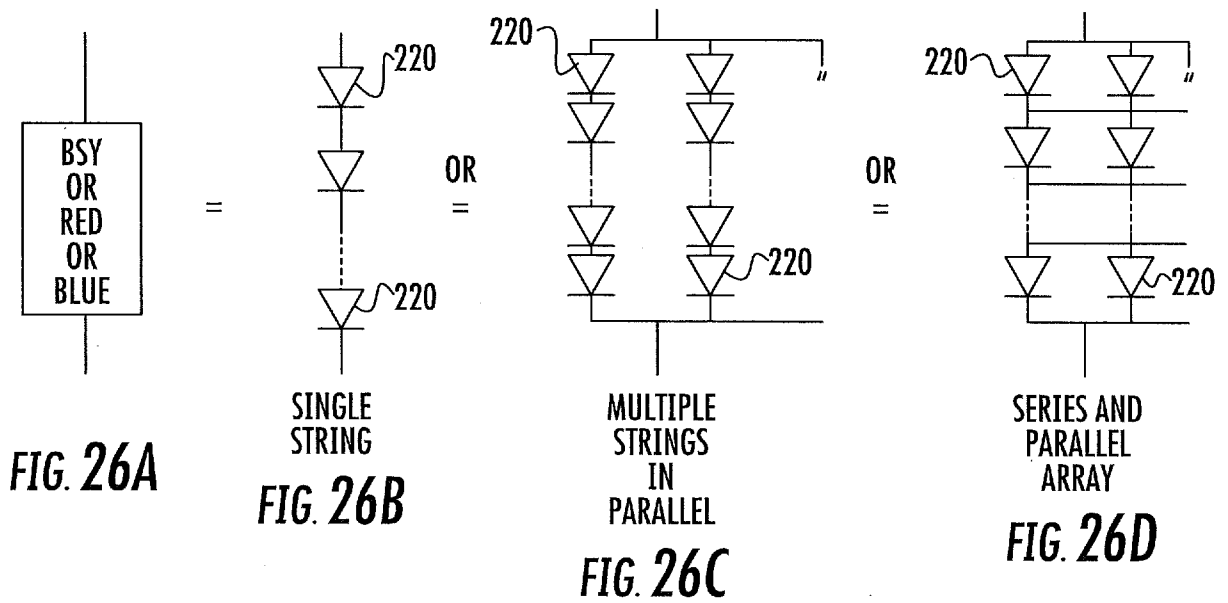 BSY
OR
RED
OR
BLUE
FIG. 26A
=
220
220
SINGLE
STRING
FIG. 26B
OR
=
220
220
"
MULTIPLE
STRINGS
IN
PARALLEL
FIG. 26C
OR
=
220
220
"
SERIES AND
PARALLEL
ARRAY
FIG. 26D